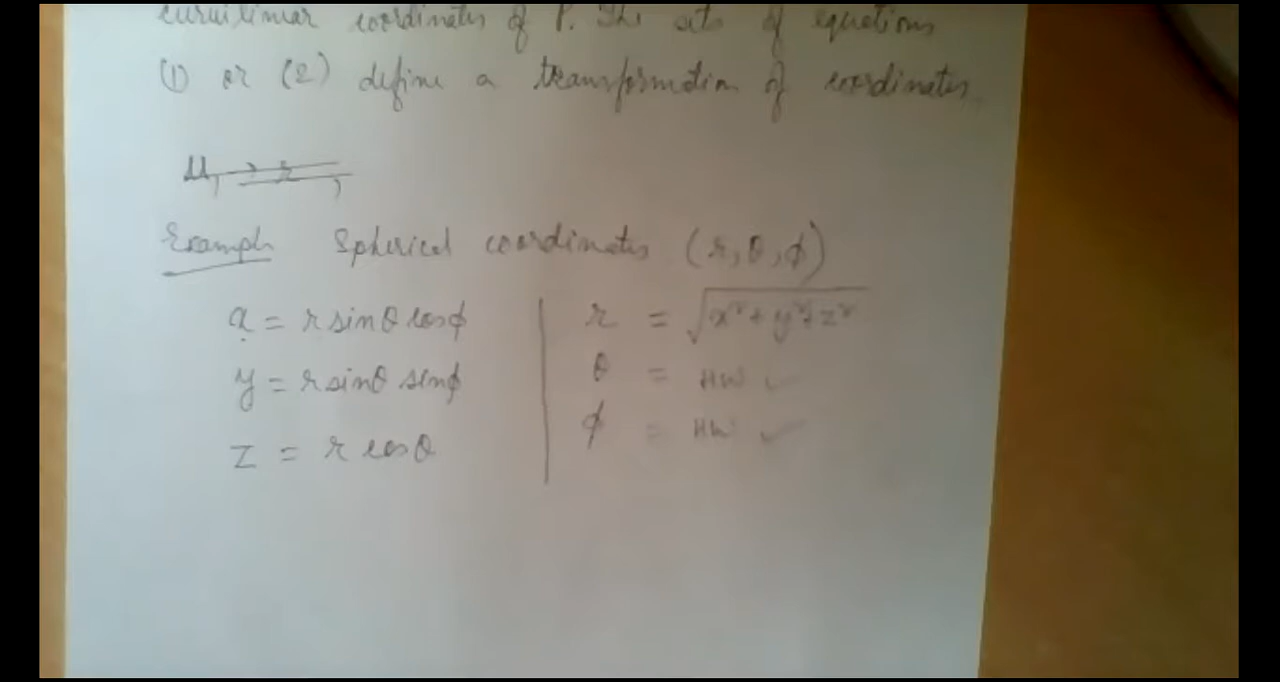 curvilinear coordinates of P. The sets of equations
(1) or (2) define a transformation of coordinates.
Example Spherical coordinates (r, θ, ϕ)
x = r sinθ cosϕ
y = r sinθ sinϕ
z = r cosθ
r = √x²+y²+z²
θ = HW ✓
ϕ = HW ✓